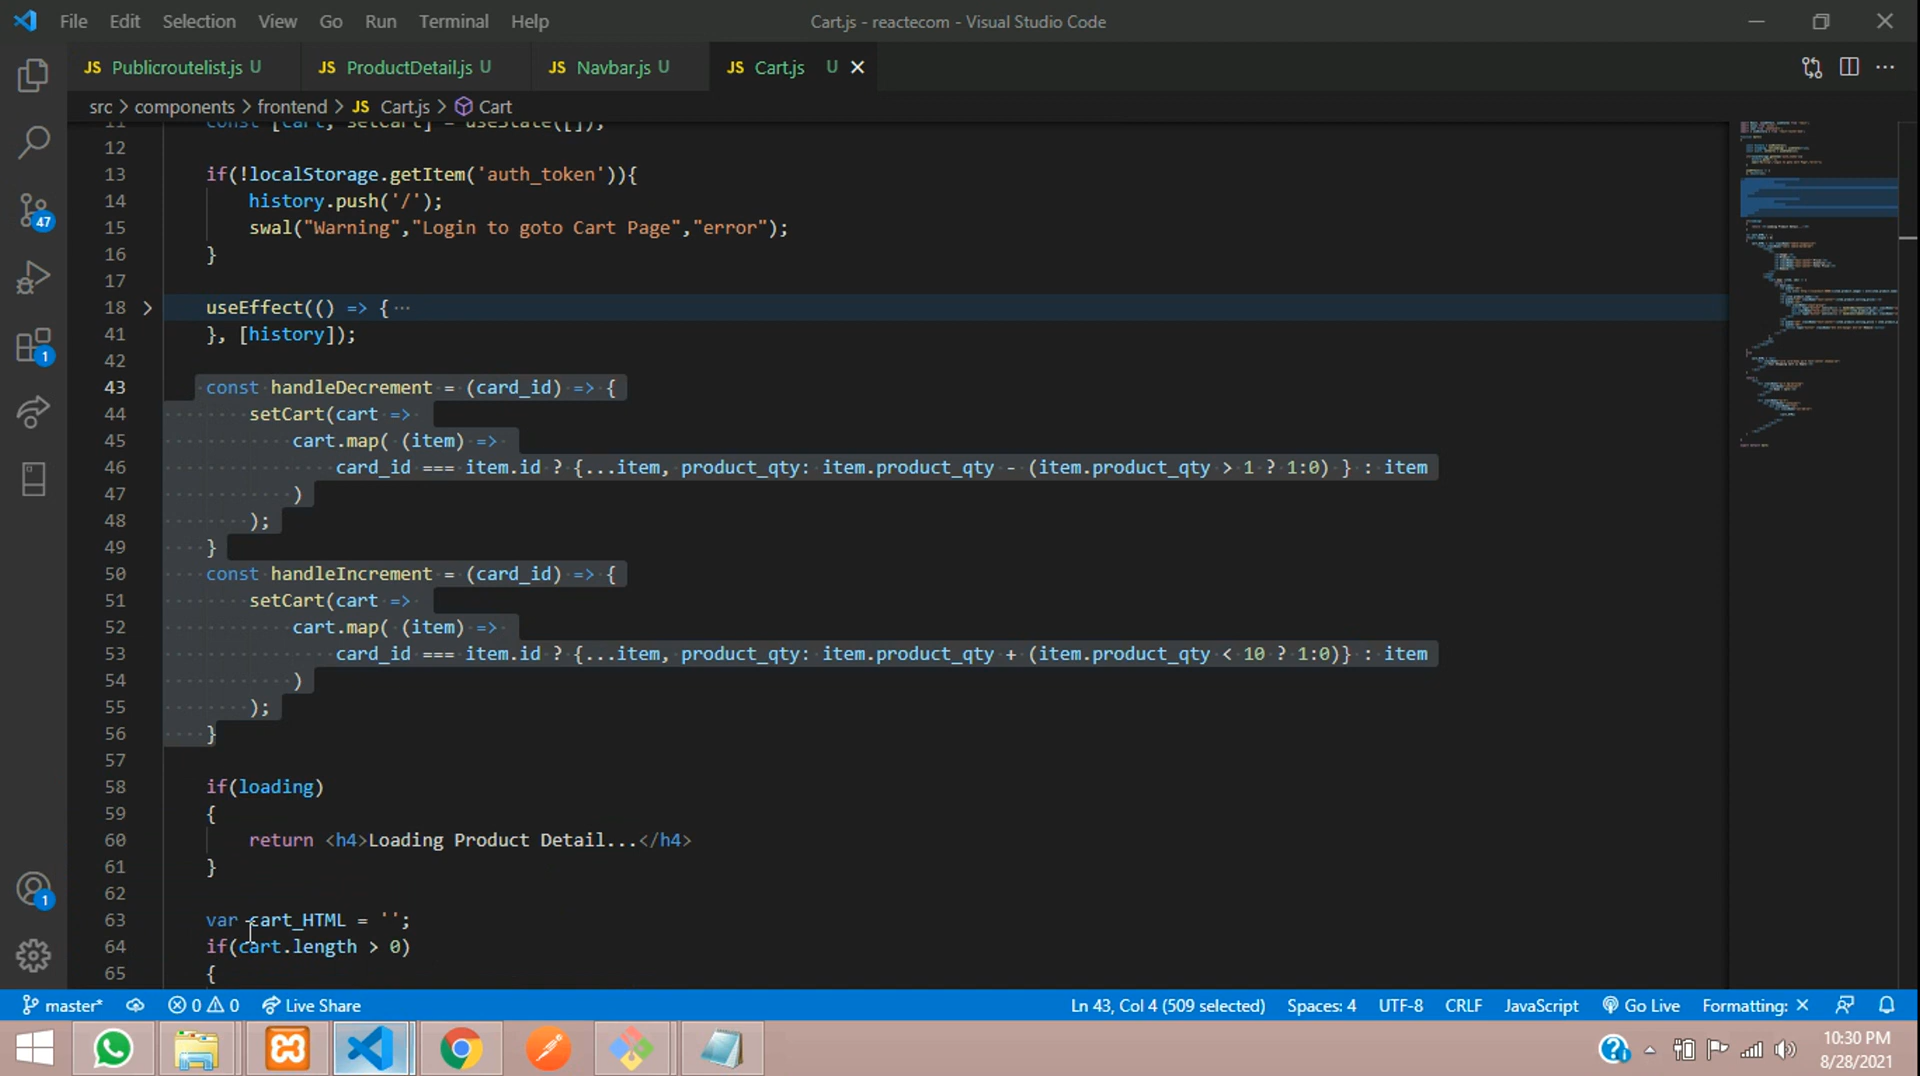 File Edit Selection View Go Run Terminal Help Cart.js - reactecom - Visual Studio Code
JS Publicroutelist.js U JS ProductDetail.js U JS Navbar.js U JS Cart.js U
src > components > frontend > JS Cart.js > Cart
11 const [cart, setCart] = useState([]);
12
13 if(!localStorage.getItem('auth_token')){
14 history.push('/');
15 swal("Warning","Login to goto Cart Page","error");
16 }
17
18 useEffect(() => { ...
41 }, [history]);
42
43 const handleDecrement = (card_id) => {
44 setCart(cart =>
45 cart.map( (item) =>
46 card_id === item.id ? {...item, product_qty: item.product_qty - (item.product_qty > 1 ? 1:0) } : item
47 )
48 );
49 }
50 const handleIncrement = (card_id) => {
51 setCart(cart =>
52 cart.map( (item) =>
53 card_id === item.id ? {...item, product_qty: item.product_qty + (item.product_qty < 10 ? 1:0)} : item
54 )
55 );
56 }
57
58 if(loading)
59 {
60 return <h4>Loading Product Detail...</h4>
61 }
62
63 var cart_HTML = '';
64 if(cart.length > 0)
65 {
47
1
1
master* 0 0 Live Share Ln 43, Col 4 (509 selected) Spaces: 4 UTF-8 CRLF JavaScript Go Live Formatting: ×
10:30 PM
8/28/2021